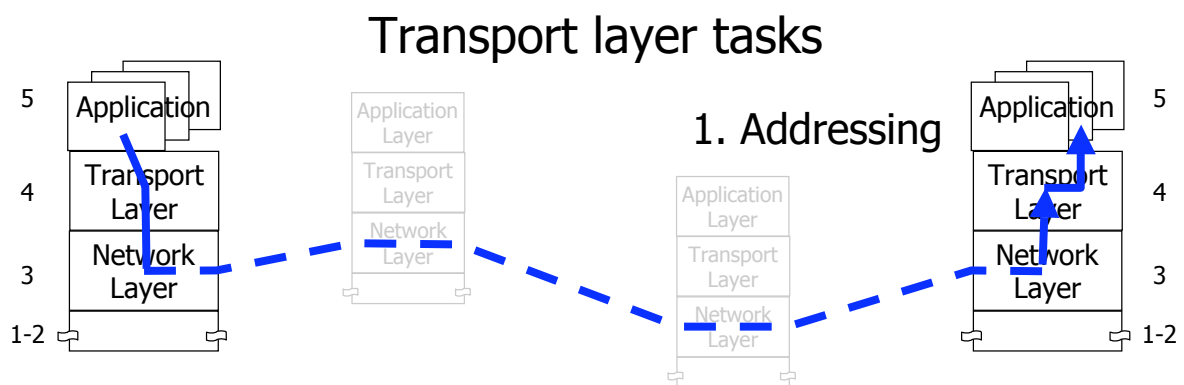 Transport layer tasks
5
Application
Application
Layer
Transport
Layer
Network
Layer
1. Addressing
Application
5
4
Transport
Layer
Application
Layer
Transport
Layer
Network
Layer
Transport
Layer
4
3
Network
Layer
Network
Layer
3
1-2
1-2